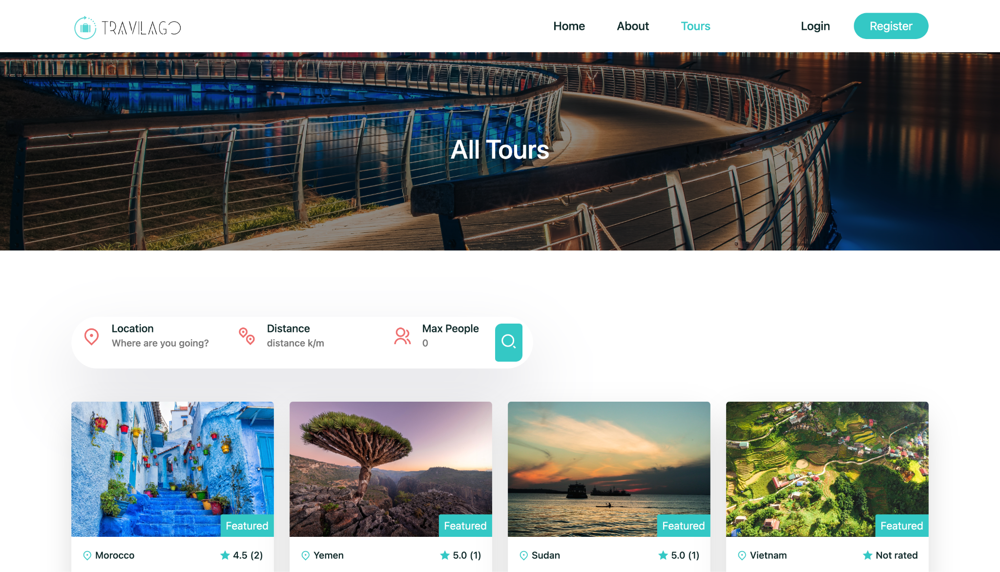 TRAVILAGO
Home About Tours Login Register
All Tours
Location Distance Max People
Where are you going? distance k/m 0
Featured Featured Featured Featured
Morocco 4.5 (2) Yemen 5.0 (1) Sudan 5.0 (1) Vietnam Not rated